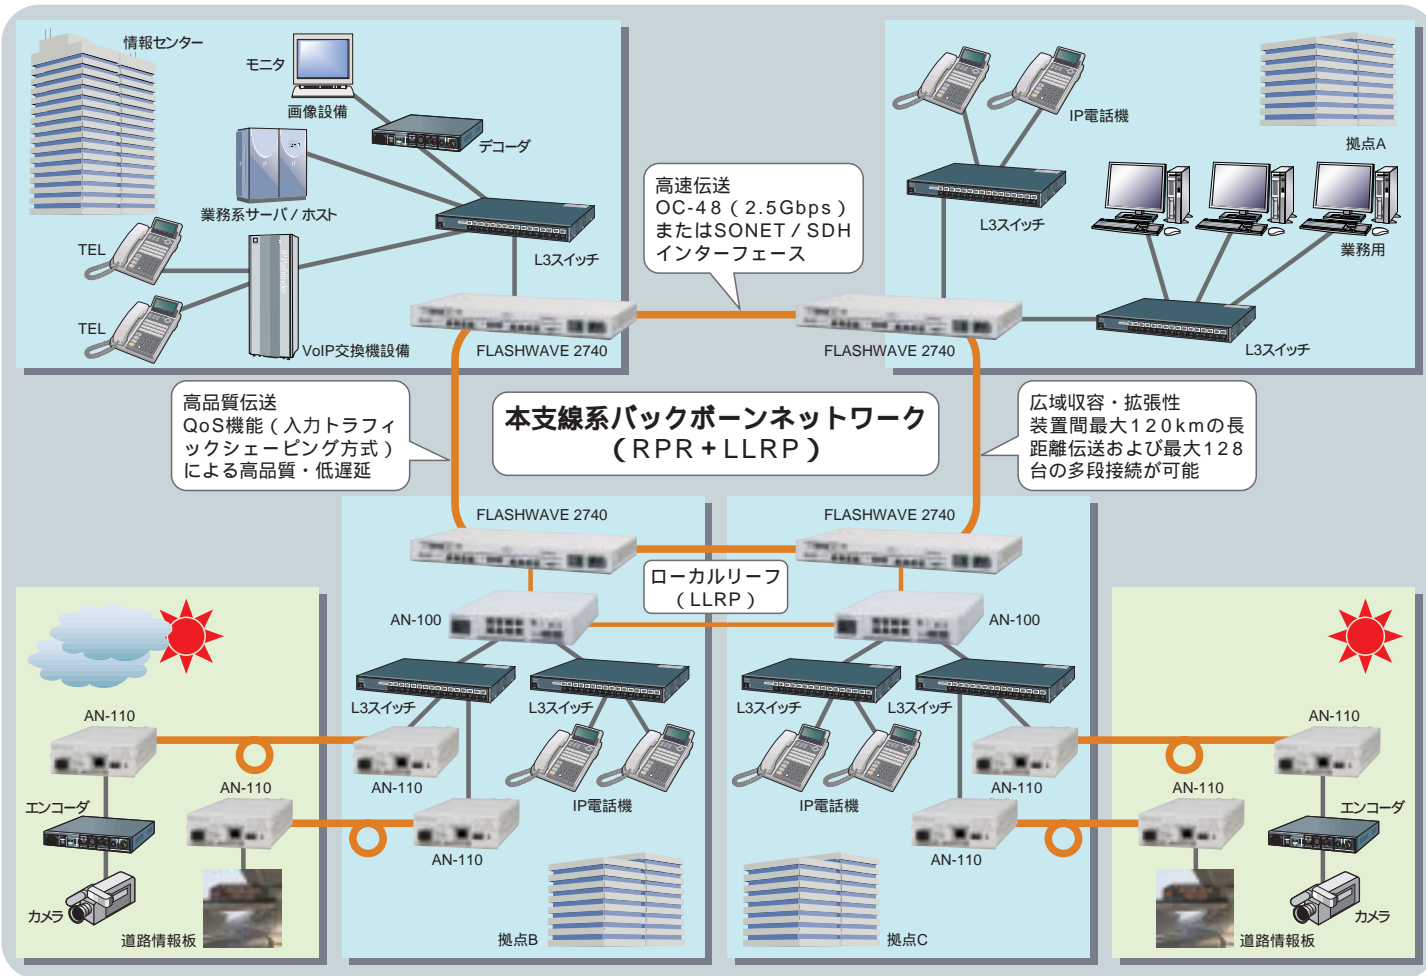 情報センター
モニタ
画像設備
デコーダ
業務系サーバ / ホスト
TEL
TEL
L3スイッチ
VoIP交換機設備
FLASHWAVE 2740
高速伝送
OC-48（2.5Gbps）
またはSONET / SDH
インターフェース
IP電話機
拠点A
L3スイッチ
業務用
L3スイッチ
FLASHWAVE 2740
高品質伝送
QoS機能（入力トラフィ
ックシェーピング方式）
による高品質・低遅延
本支線系バックボーンネットワーク
（RPR＋LLRP）
広域収容・拡張性
装置間最大120kmの長
距離伝送および最大128
台の多段接続が可能
FLASHWAVE 2740
FLASHWAVE 2740
ローカルリーフ
（LLRP）
AN-100
AN-100
L3スイッチ
L3スイッチ
L3スイッチ
L3スイッチ
AN-110
AN-110
AN-110
AN-110
AN-110
AN-110
AN-110
AN-110
エンコーダ
カメラ
道路情報板
IP電話機
拠点B
IP電話機
拠点C
エンコーダ
カメラ
道路情報板